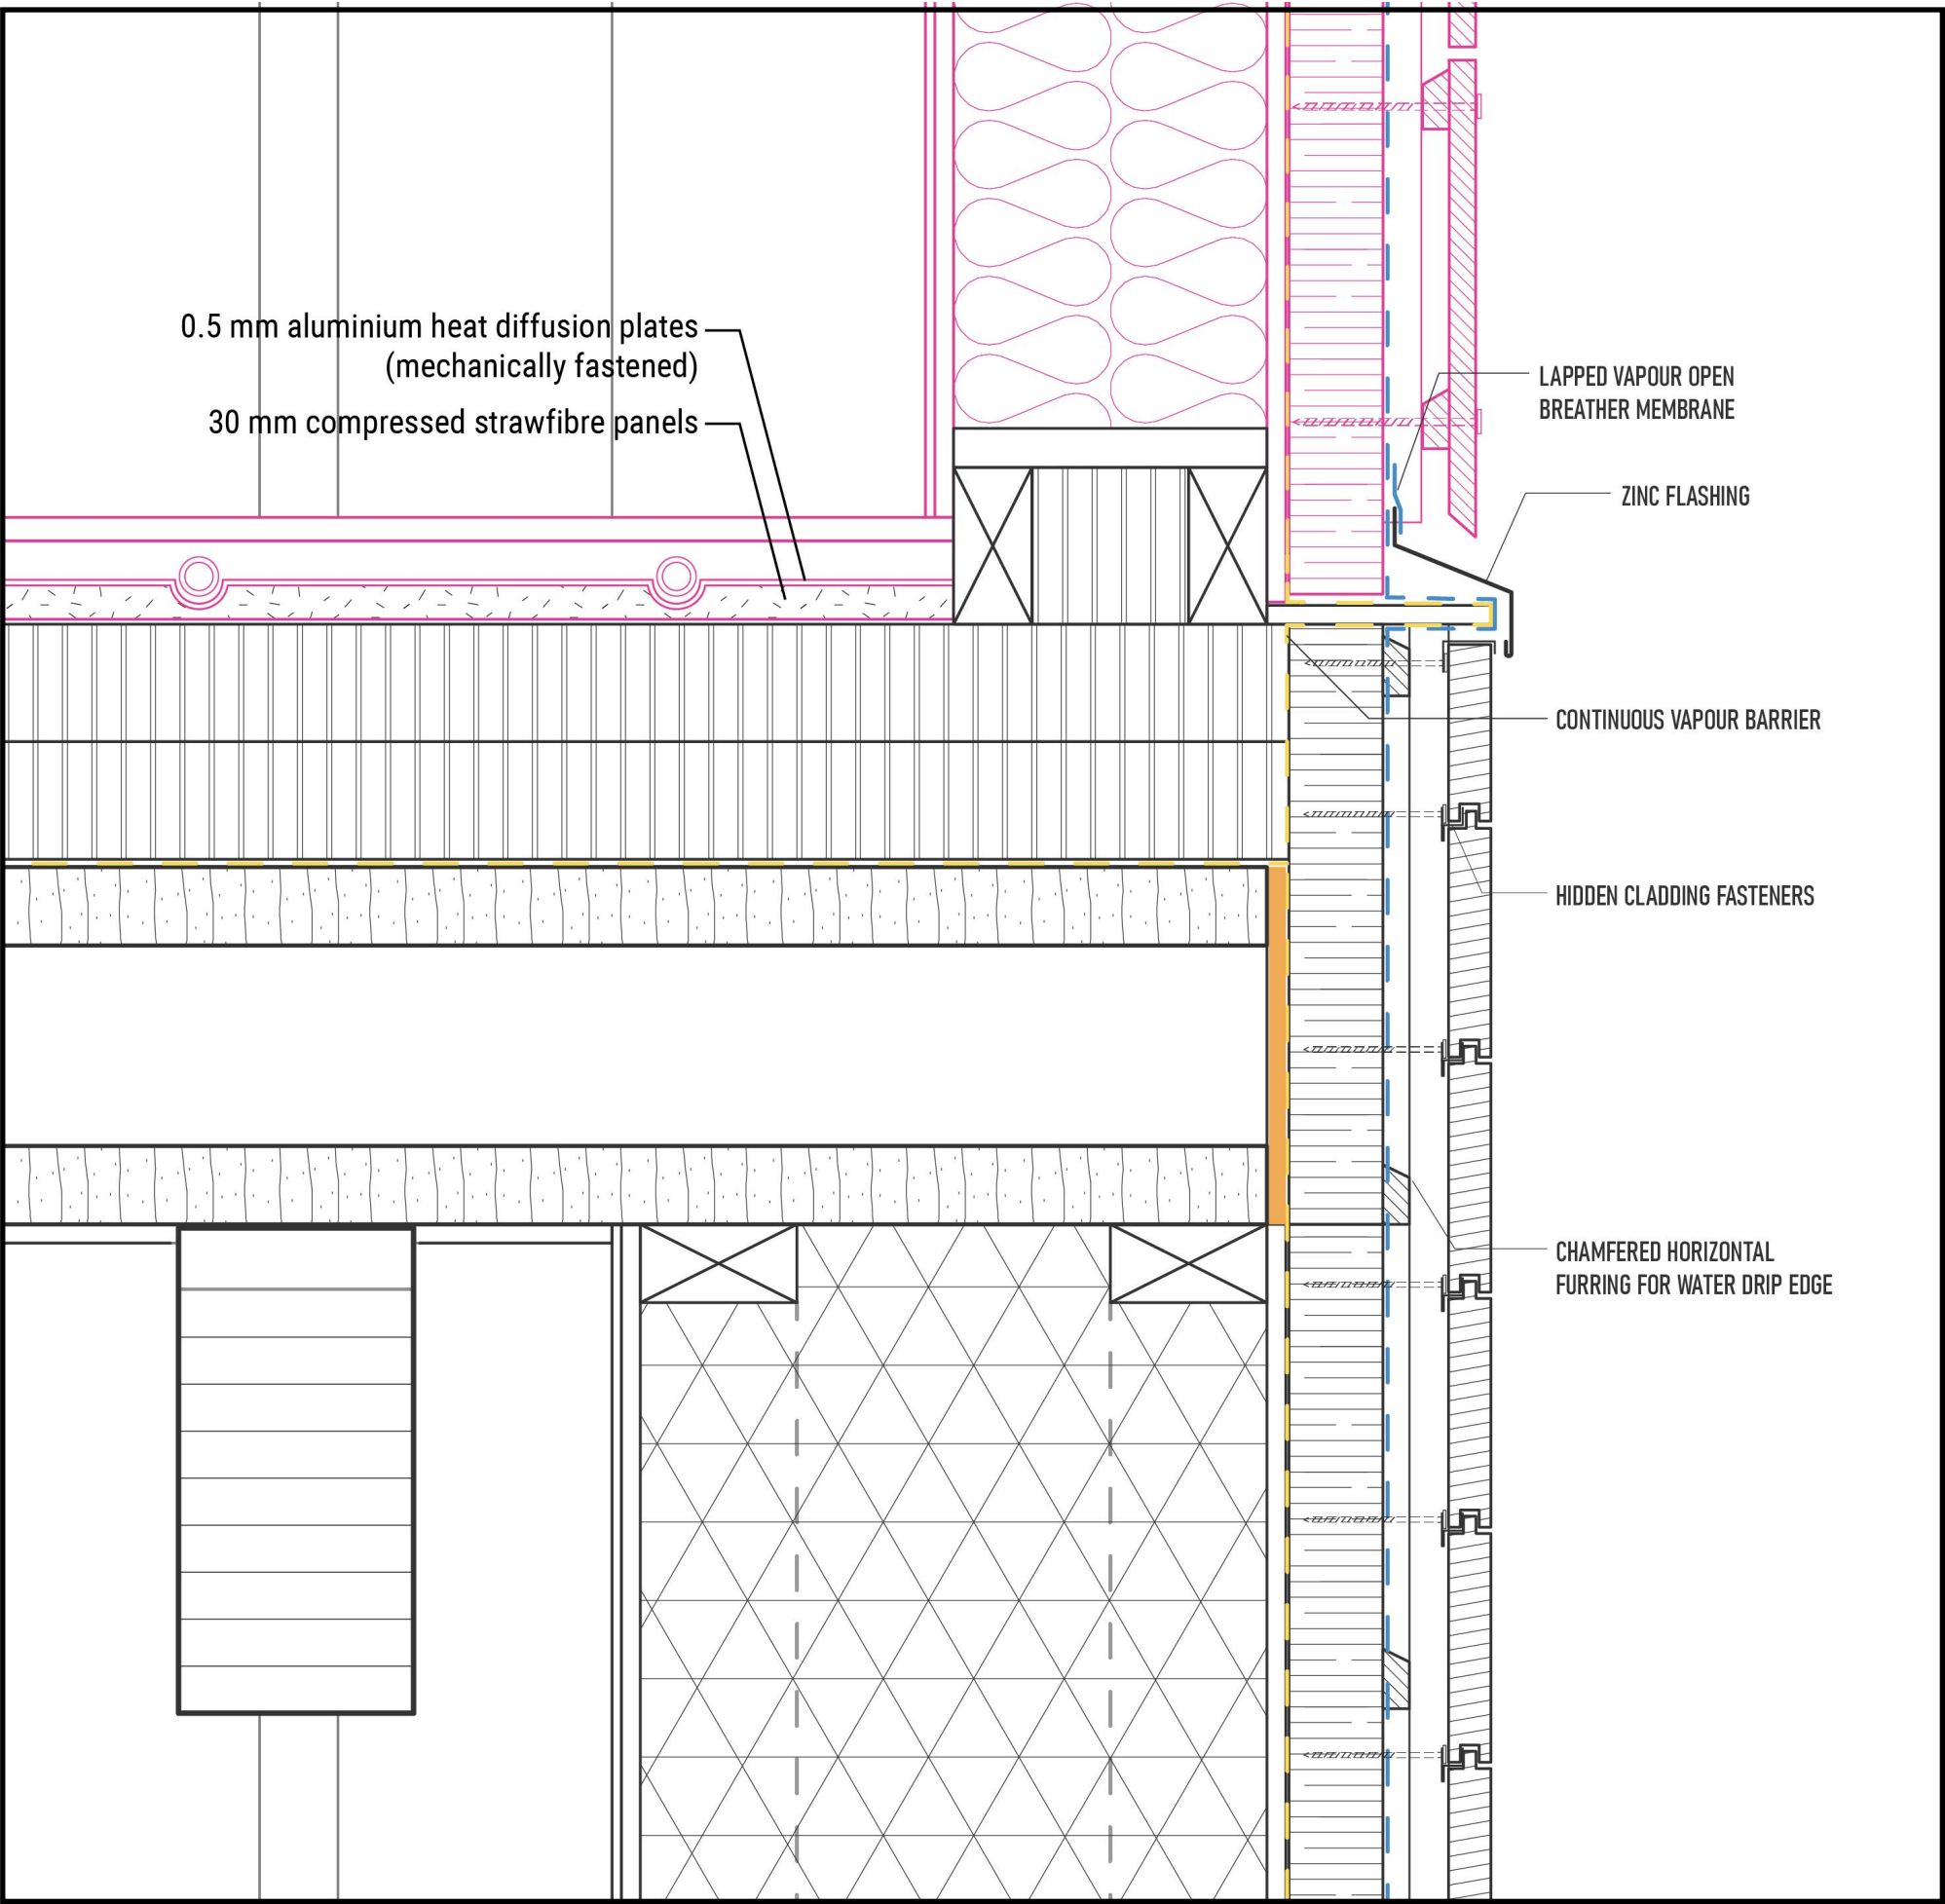 0.5 mm aluminium heat diffusion plates
(mechanically fastened)
30 mm compressed strawfibre panels
LAPPED VAPOUR OPEN
BREATHER MEMBRANE
ZINC FLASHING
CONTINUOUS VAPOUR BARRIER
HIDDEN CLADDING FASTENERS
CHAMFERED HORIZONTAL
FURRING FOR WATER DRIP EDGE